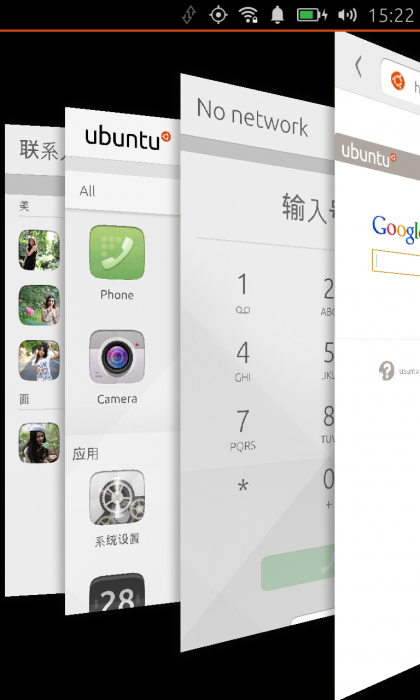 15:22
联系人
美
面
ubuntu
All
Phone
Camera
应用
系统设置
28
No network
输入号
1
2
ABC
4
GHI
5
JKL
7
PQRS
8
TUV
*
0
+
h
ubuntu
Google
Ubuntu